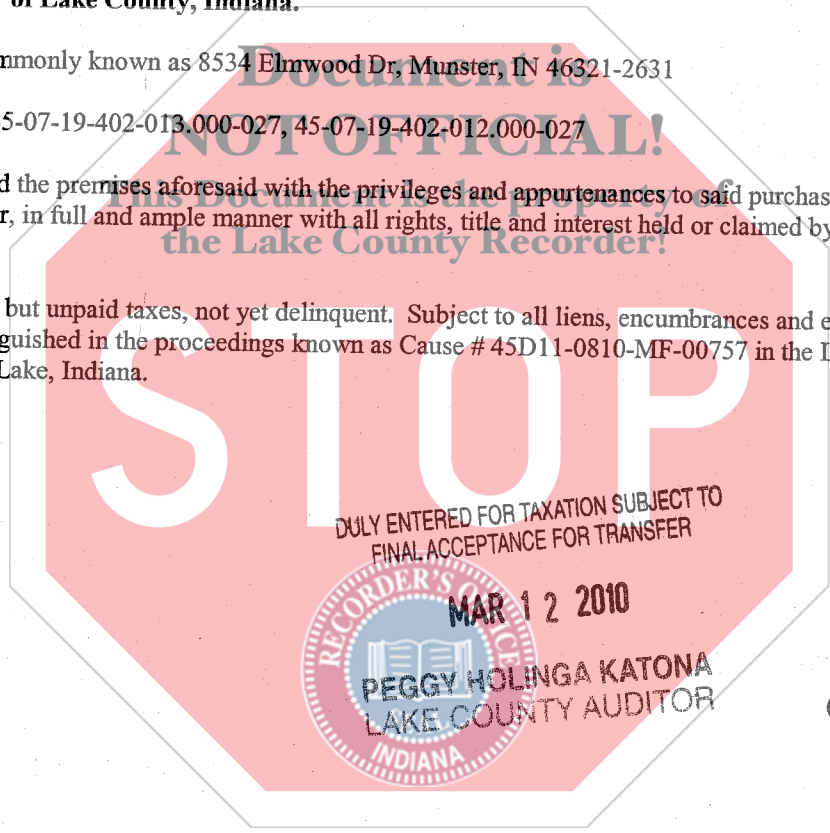 of Lake County, Indiana.
mmonly known as 8534 Elmwood Dr, Munster, IN 46321-2631
Document is
5-07-19-402-013.000-027, 45-07-19-402-012.000-027
NOT OFFICIAL!
d the premises aforesaid with the privileges and appurtenances to said purchas
This Document is the property of
r, in full and ample manner with all rights, title and interest held or claimed by
the Lake County Recorder!
but unpaid taxes, not yet delinquent. Subject to all liens, encumbrances and e
guished in the proceedings known as Cause # 45D11-0810-MF-00757 in the L
Lake, Indiana.
STOP
DULY ENTERED FOR TAXATION SUBJECT TO
FINAL ACCEPTANCE FOR TRANSFER
MAR 12 2010
RECORDER'S OFFICE
PEGGY HOLINGA KATONA
LAKE COUNTY AUDITOR
INDIANA